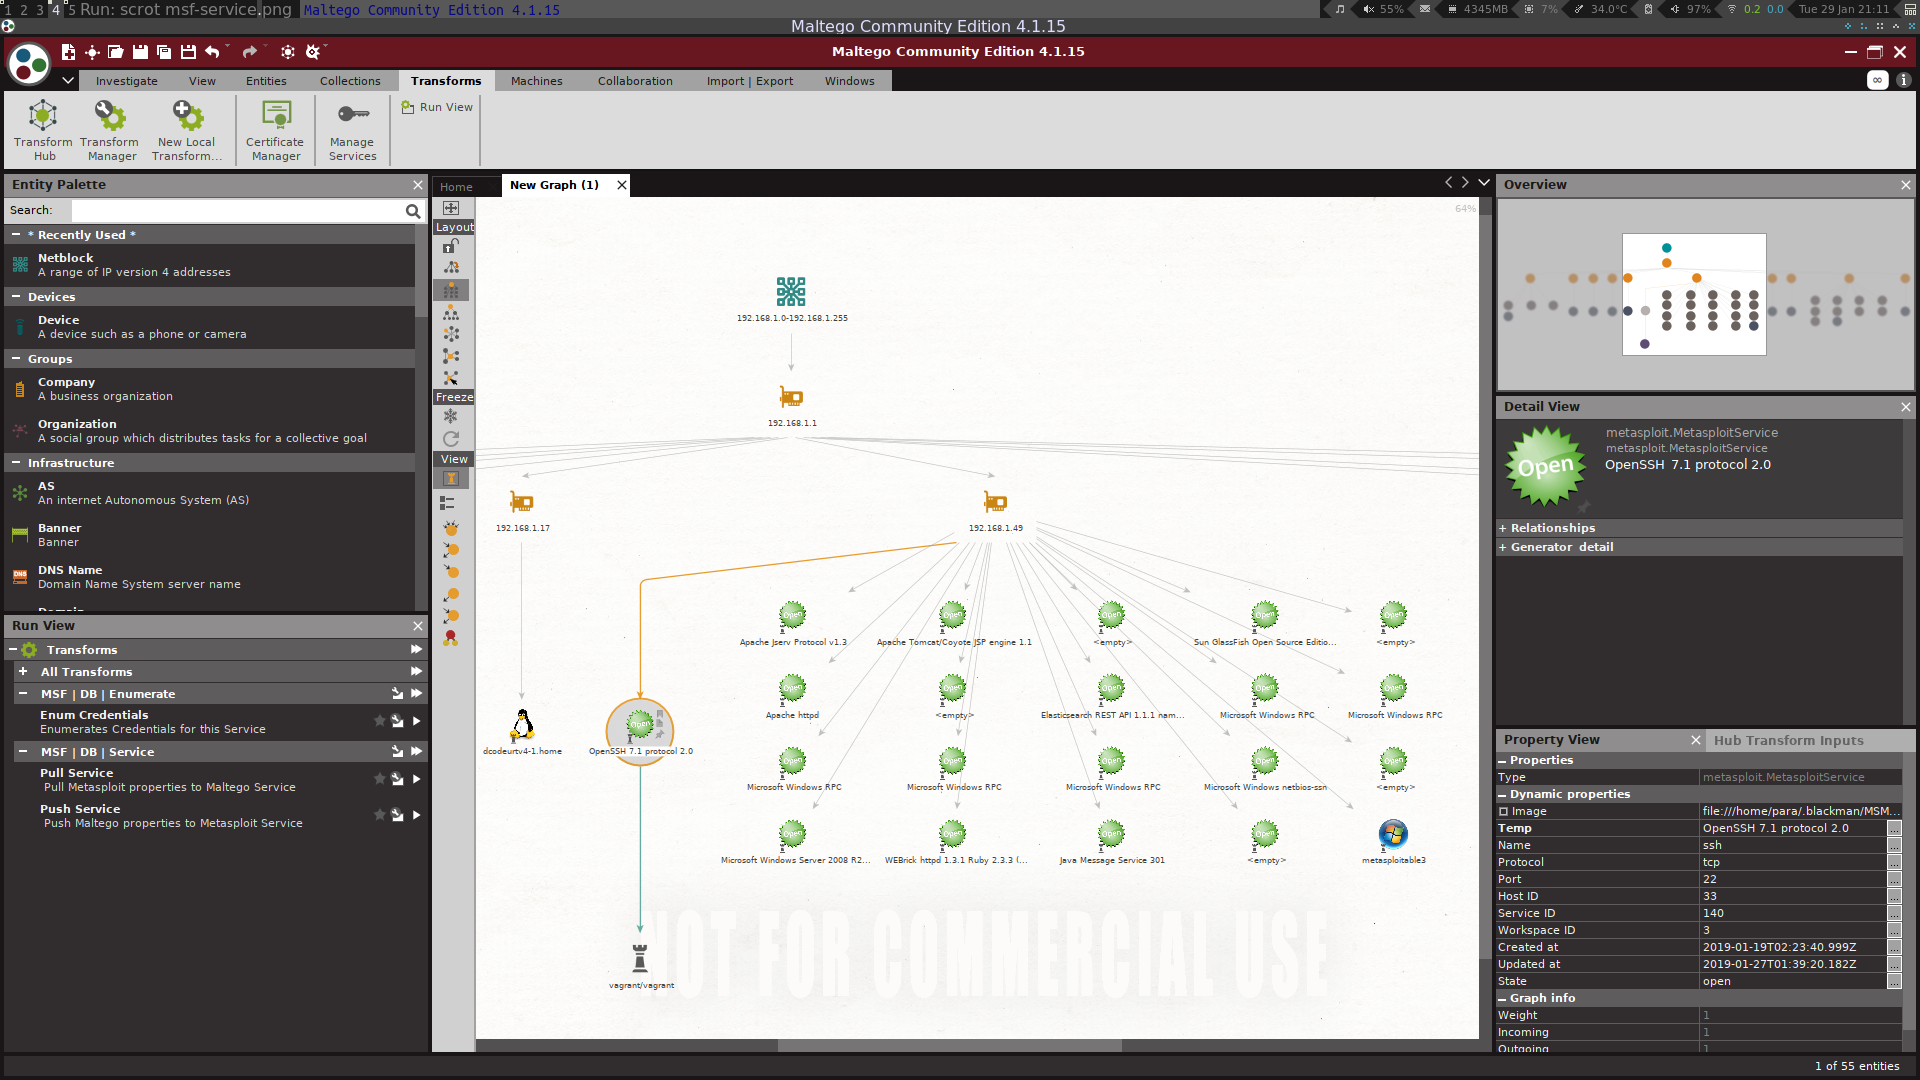 1 2 3 4 5 Run: scrot msf-service.png Maltego Community Edition 4.1.15
55% 4345MB 7% 34.0°C 97% 0.2 0.0 Tue 29 Jan 21:11
Maltego Community Edition 4.1.15
Maltego Community Edition 4.1.15
Investigate View Entities Collections Transforms Machines Collaboration Import | Export Windows
Transform Hub
Transform Manager
New Local Transform...
Certificate Manager
Manage Services
Run View
Entity Palette
Search:
* Recently Used *
Netblock
A range of IP version 4 addresses
Devices
Device
A device such as a phone or camera
Groups
Company
A business organization
Organization
A social group which distributes tasks for a collective goal
Infrastructure
AS
An internet Autonomous System (AS)
Banner
Banner
DNS Name
Domain Name System server name
Domain
Run View
Transforms
All Transforms
MSF | DB | Enumerate
Enum Credentials
Enumerates Credentials for this Service
MSF | DB | Service
Pull Service
Pull Metasploit properties to Maltego Service
Push Service
Push Maltego properties to Metasploit Service
Home
New Graph (1)
Layout
Freeze
View
64%
192.168.1.0-192.168.1.255
192.168.1.1
192.168.1.17
192.168.1.49
Apache Jserv Protocol v1.3
Apache Tomcat/Coyote JSP engine 1.1
<empty>
Sun GlassFish Open Source Editio...
<empty>
Apache httpd
<empty>
Elasticsearch REST API 1.1.1 nam...
Microsoft Windows RPC
Microsoft Windows RPC
dcodeurtv4-1.home
OpenSSH 7.1 protocol 2.0
Microsoft Windows RPC
Microsoft Windows RPC
Microsoft Windows RPC
Microsoft Windows netbios-ssn
<empty>
Microsoft Windows Server 2008 R2...
WEBrick httpd 1.3.1 Ruby 2.3.3 (...
Java Message Service 301
<empty>
metasploitable3
NOT FOR COMMERCIAL USE
vagrant/vagrant
Overview
Detail View
Open
metasploit.MetasploitService
metasploit.MetasploitService
OpenSSH 7.1 protocol 2.0
+ Relationships
+ Generator detail
Property View
Hub Transform Inputs
Properties
Type metasploit.MetasploitService
Dynamic properties
Image file:///home/para/.blackman/MSM...
Temp OpenSSH 7.1 protocol 2.0
Name ssh
Protocol tcp
Port 22
Host ID 33
Service ID 140
Workspace ID 3
Created at 2019-01-19T02:23:40.999Z
Updated at 2019-01-27T01:39:20.182Z
State open
Graph info
Weight 1
Incoming 1
Outgoing 1
1 of 55 entities